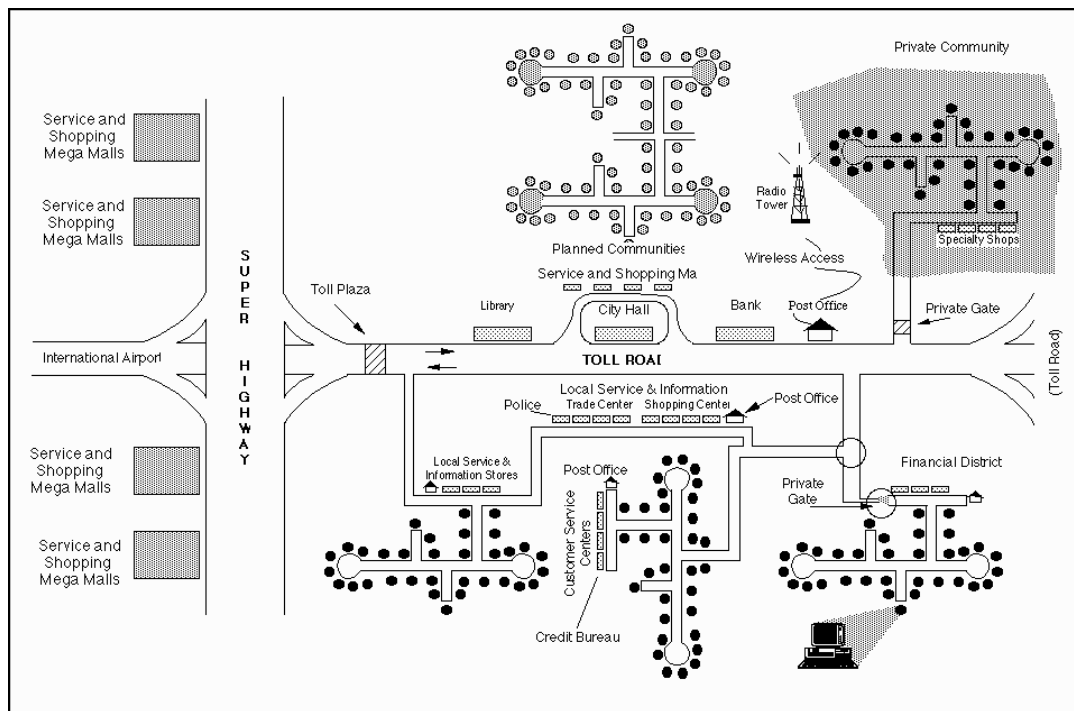 Private Community
Service and
Shopping
Mega Malls
Service and
Shopping
Mega Malls
Radio
Tower
Specialty Shops
Planned Communities
Wireless Access
Service and Shopping Ma
Toll Plaza
SUPER HIGHWAY
Library
City Hall
Bank
Post Office
Private Gate
International Airport
TOLL ROAD
(Toll Road)
Local Service & Information
Police
Trade Center
Shopping Center
Post Office
Service and
Shopping
Mega Malls
Local Service &
Information Stores
Post Office
Financial District
Private
Gate
Customer Service
Centers
Service and
Shopping
Mega Malls
Credit Bureau